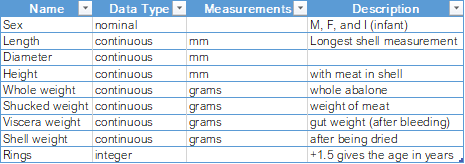 Name Data Type Measurements Description
Sex nominal M, F, and I (infant)
Length continuous mm Longest shell measurement
Diameter continuous mm
Height continuous mm with meat in shell
Whole weight continuous grams whole abalone
Shucked weight continuous grams weight of meat
Viscera weight continuous grams gut weight (after bleeding)
Shell weight continuous grams after being dried
Rings integer +1.5 gives the age in years